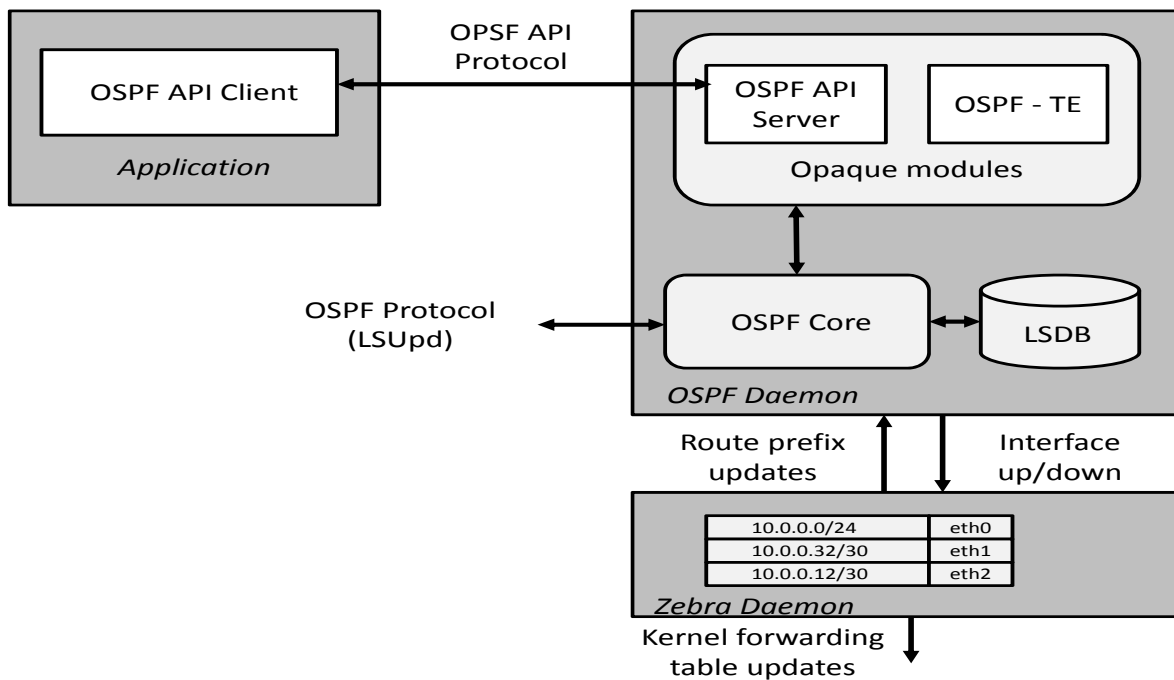 OPSF API
Protocol
OSPF API Client
Application
OSPF API
Server
OSPF - TE
Opaque modules
OSPF Protocol
(LSUpd)
OSPF Core
LSDB
OSPF Daemon
Route prefix
updates
Interface
up/down
10.0.0.0/24 eth0
10.0.0.32/30 eth1
10.0.0.12/30 eth2
Zebra Daemon
Kernel forwarding
table updates